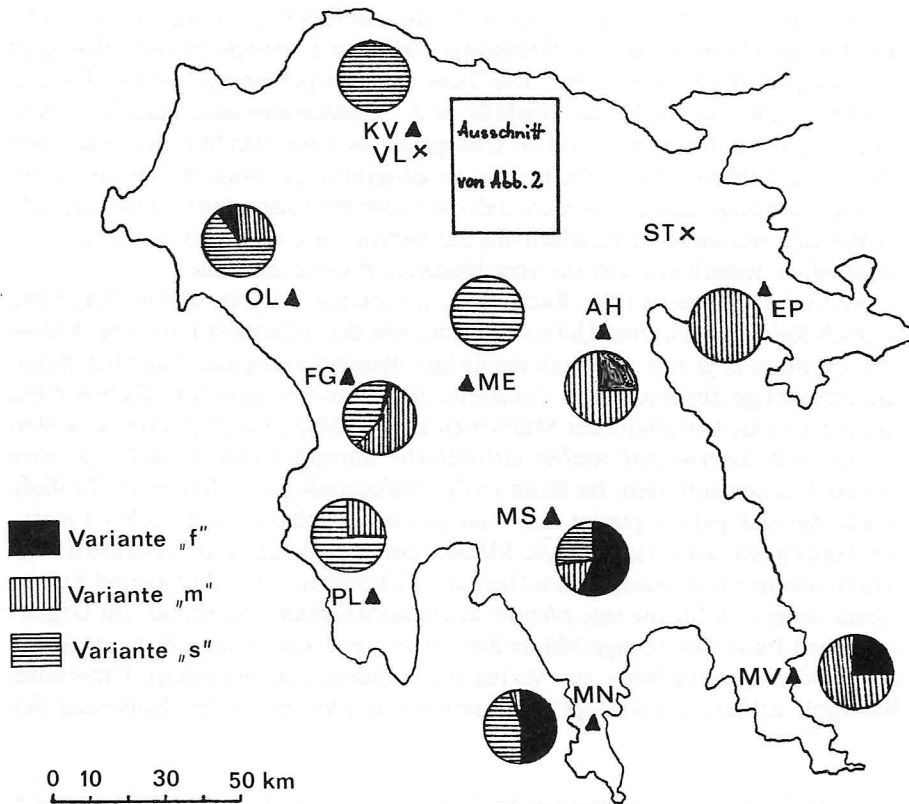 KV
VL
Ausschnitt
von Abb. 2
ST
OL
EP
AH
FG
ME
MS
Variante „f"
Variante „m"
Variante „s"
PL
MV
MN
0 10 30 50 km